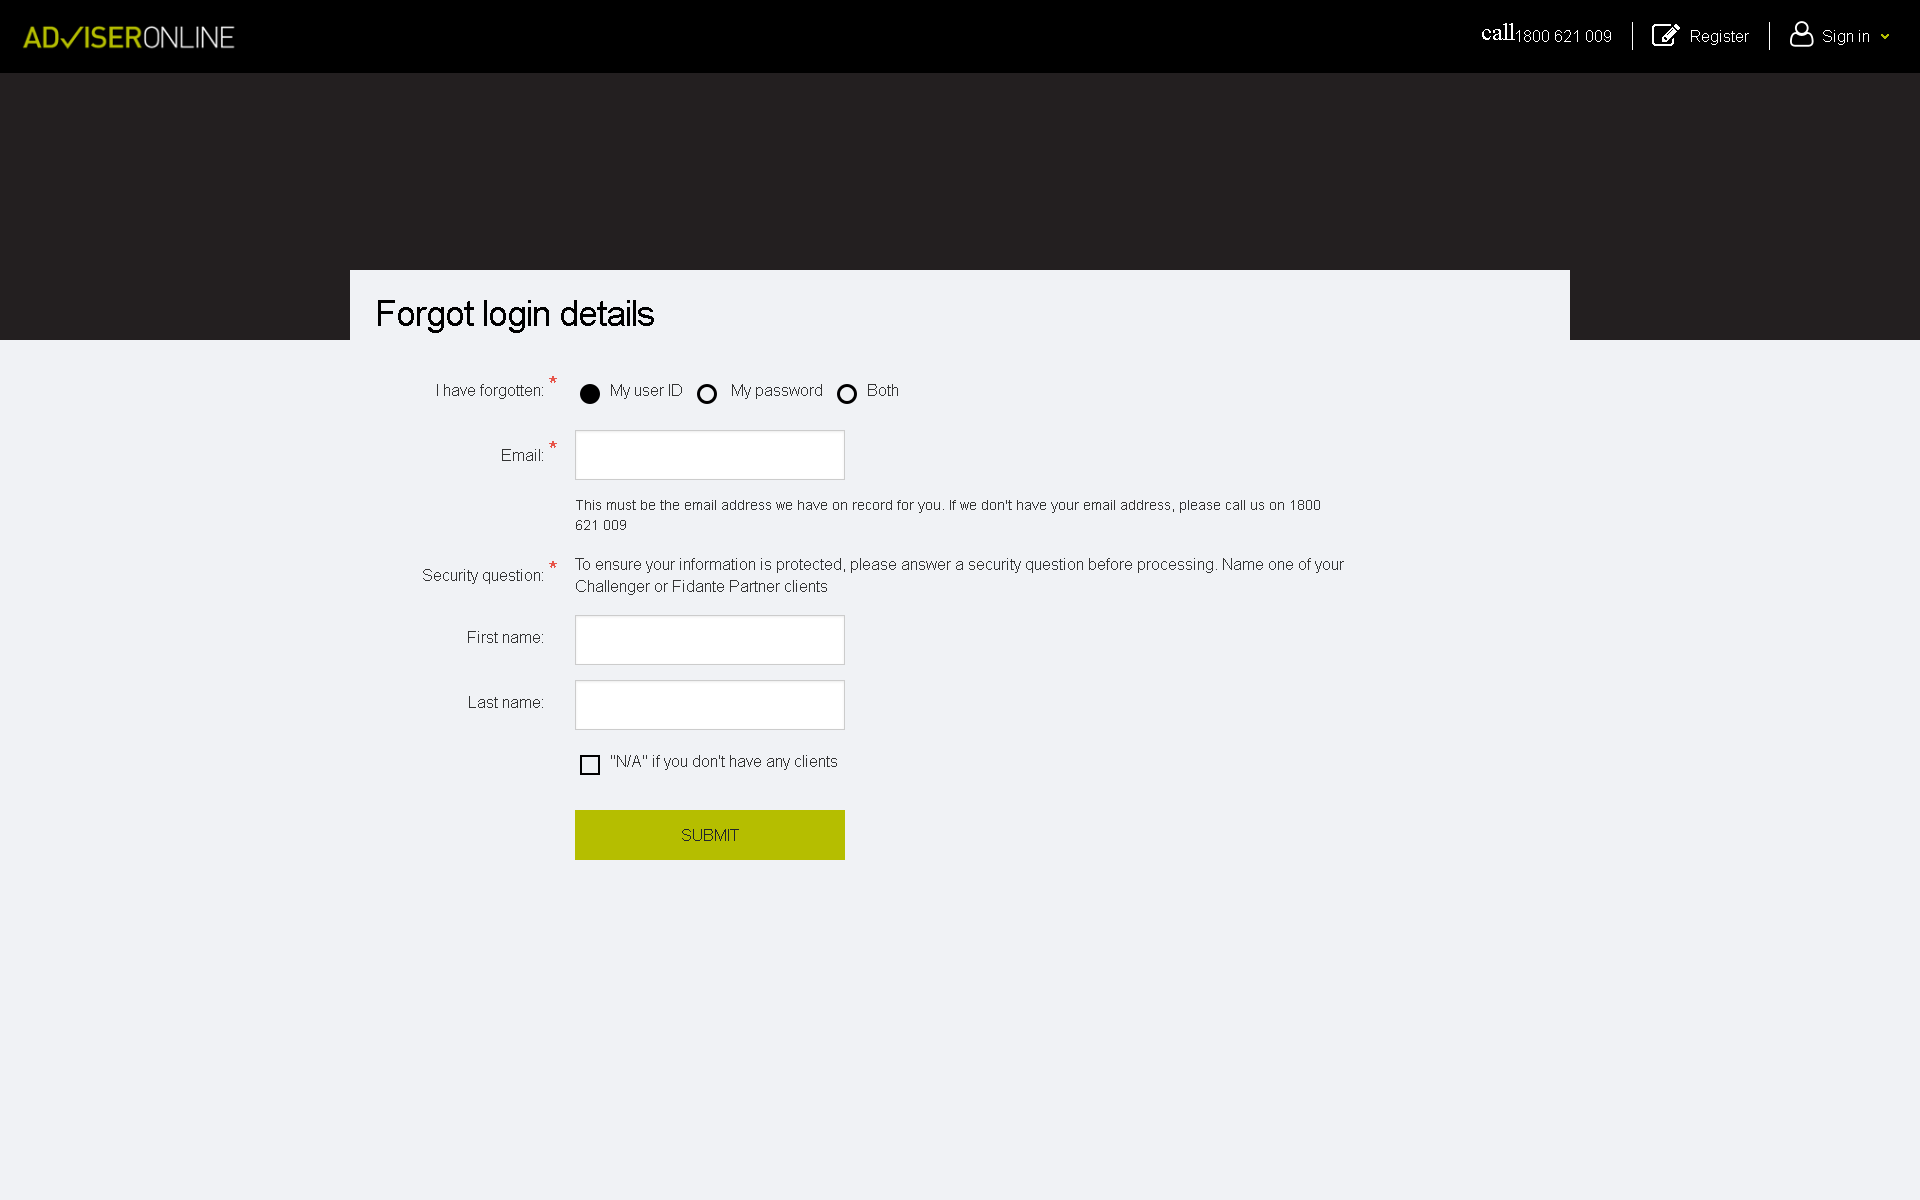 ADVISERONLINE
call 1800 621 009
Register
Sign in
Forgot login details
I have forgotten: * My user ID My password Both
Email: *
This must be the email address we have on record for you. If we don't have your email address, please call us on 1800
621 009
Security question: *
To ensure your information is protected, please answer a security question before processing. Name one of your
Challenger or Fidante Partner clients
First name:
Last name:
"N/A" if you don't have any clients
SUBMIT